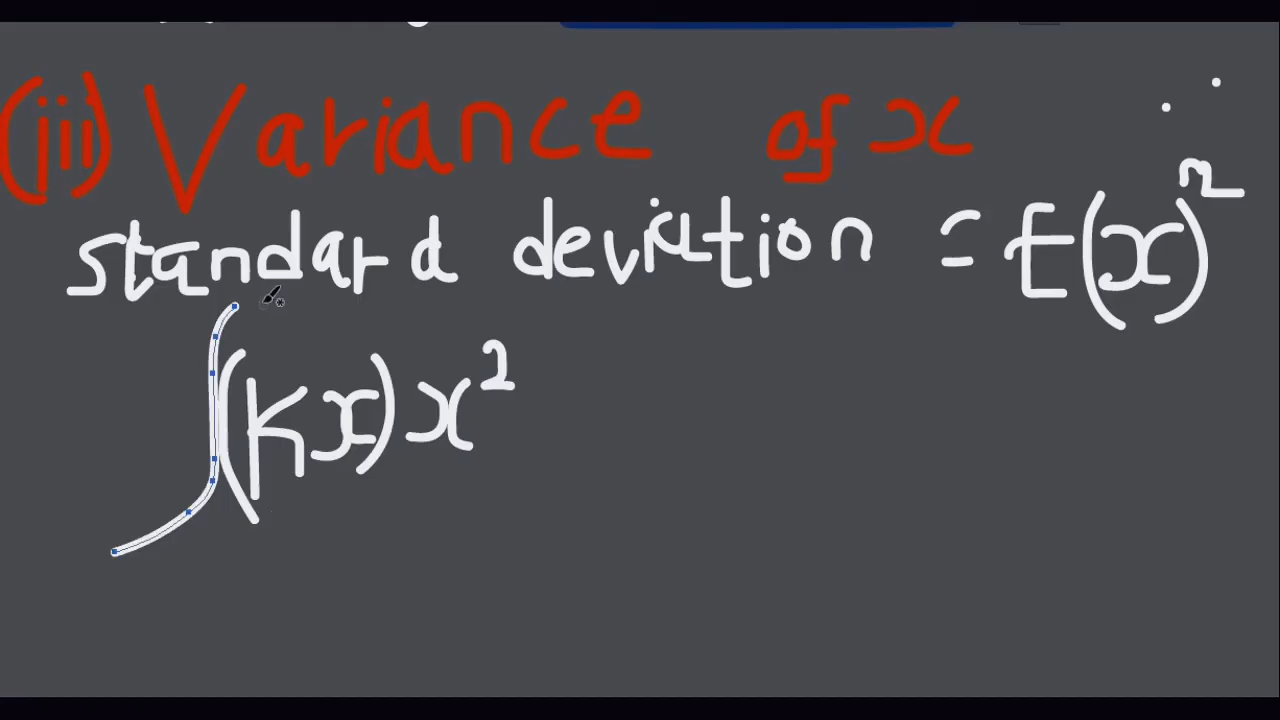 (iii) Variance of x
standard deviation = E(x)²
∫(kx)x²